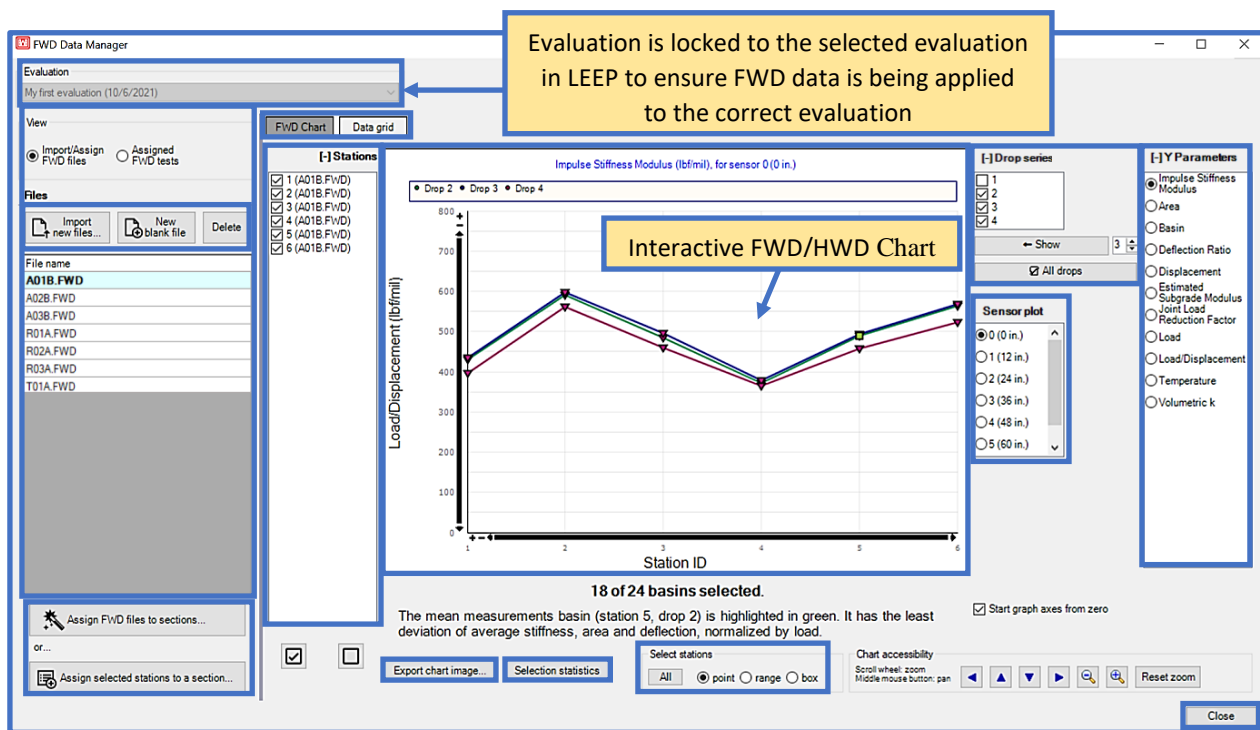 FWD Data Manager
Evaluation is locked to the selected evaluation
in LEEP to ensure FWD data is being applied
to the correct evaluation
Evaluation
My first evaluation (10/6/2021)
View
Import/Assign
FWD files
Assigned
FWD tests
Files
Import
new files...
New
blank file
Delete
File name
A01B.FWD
A02B.FWD
A03B.FWD
R01A.FWD
R02A.FWD
R03A.FWD
T01A.FWD
Assign FWD files to sections...
or...
Assign selected stations to a section...
FWD Chart
Data grid
[-] Stations
1 (A01B.FWD)
2 (A01B.FWD)
3 (A01B.FWD)
4 (A01B.FWD)
5 (A01B.FWD)
6 (A01B.FWD)
Impulse Stiffness Modulus (lbf/mil), for sensor 0 (0 in.)
Drop 2 Drop 3 Drop 4
Interactive FWD/HWD Chart
Load/Displacement (lbf/mil)
800
700
600
500
400
300
200
100
0
1 2 3 4 5 6
Station ID
[-] Drop series
1
2
3
4
← Show 3
All drops
Sensor plot
0 (0 in.)
1 (12 in.)
2 (24 in.)
3 (36 in.)
4 (48 in.)
5 (60 in.)
[-] Y Parameters
Impulse Stiffness
Modulus
Area
Basin
Deflection Ratio
Displacement
Estimated
Subgrade Modulus
Joint Load
Reduction Factor
Load
Load/Displacement
Temperature
Volumetric k
18 of 24 basins selected.
The mean measurements basin (station 5, drop 2) is highlighted in green. It has the least
deviation of average stiffness, area and deflection, normalized by load.
Start graph axes from zero
Export chart image...
Selection statistics
Select stations
All point range box
Chart accessibility
Scroll wheel: zoom
Middle mouse button: pan
Reset zoom
Close